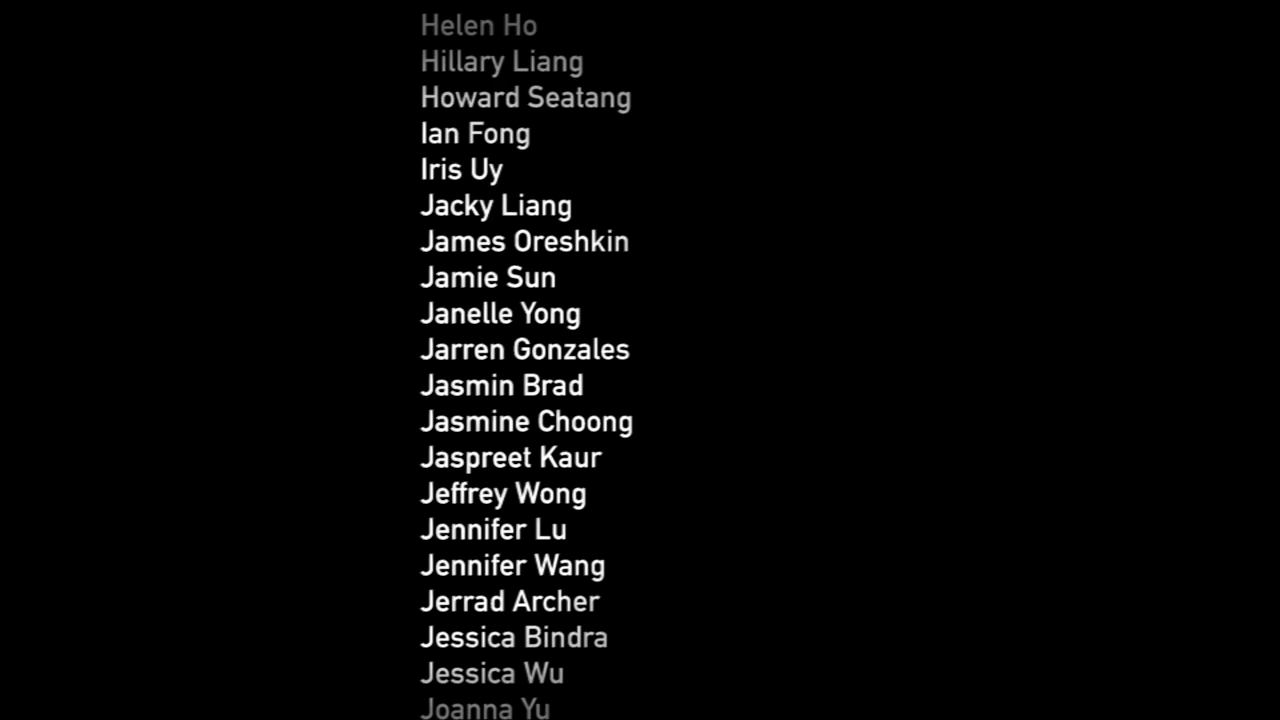 Helen Ho
Hillary Liang
Howard Seatang
Ian Fong
Iris Uy
Jacky Liang
James Oreshkin
Jamie Sun
Janelle Yong
Jarren Gonzales
Jasmin Brad
Jasmine Choong
Jaspreet Kaur
Jeffrey Wong
Jennifer Lu
Jennifer Wang
Jerrad Archer
Jessica Bindra
Jessica Wu
Joanna Yu